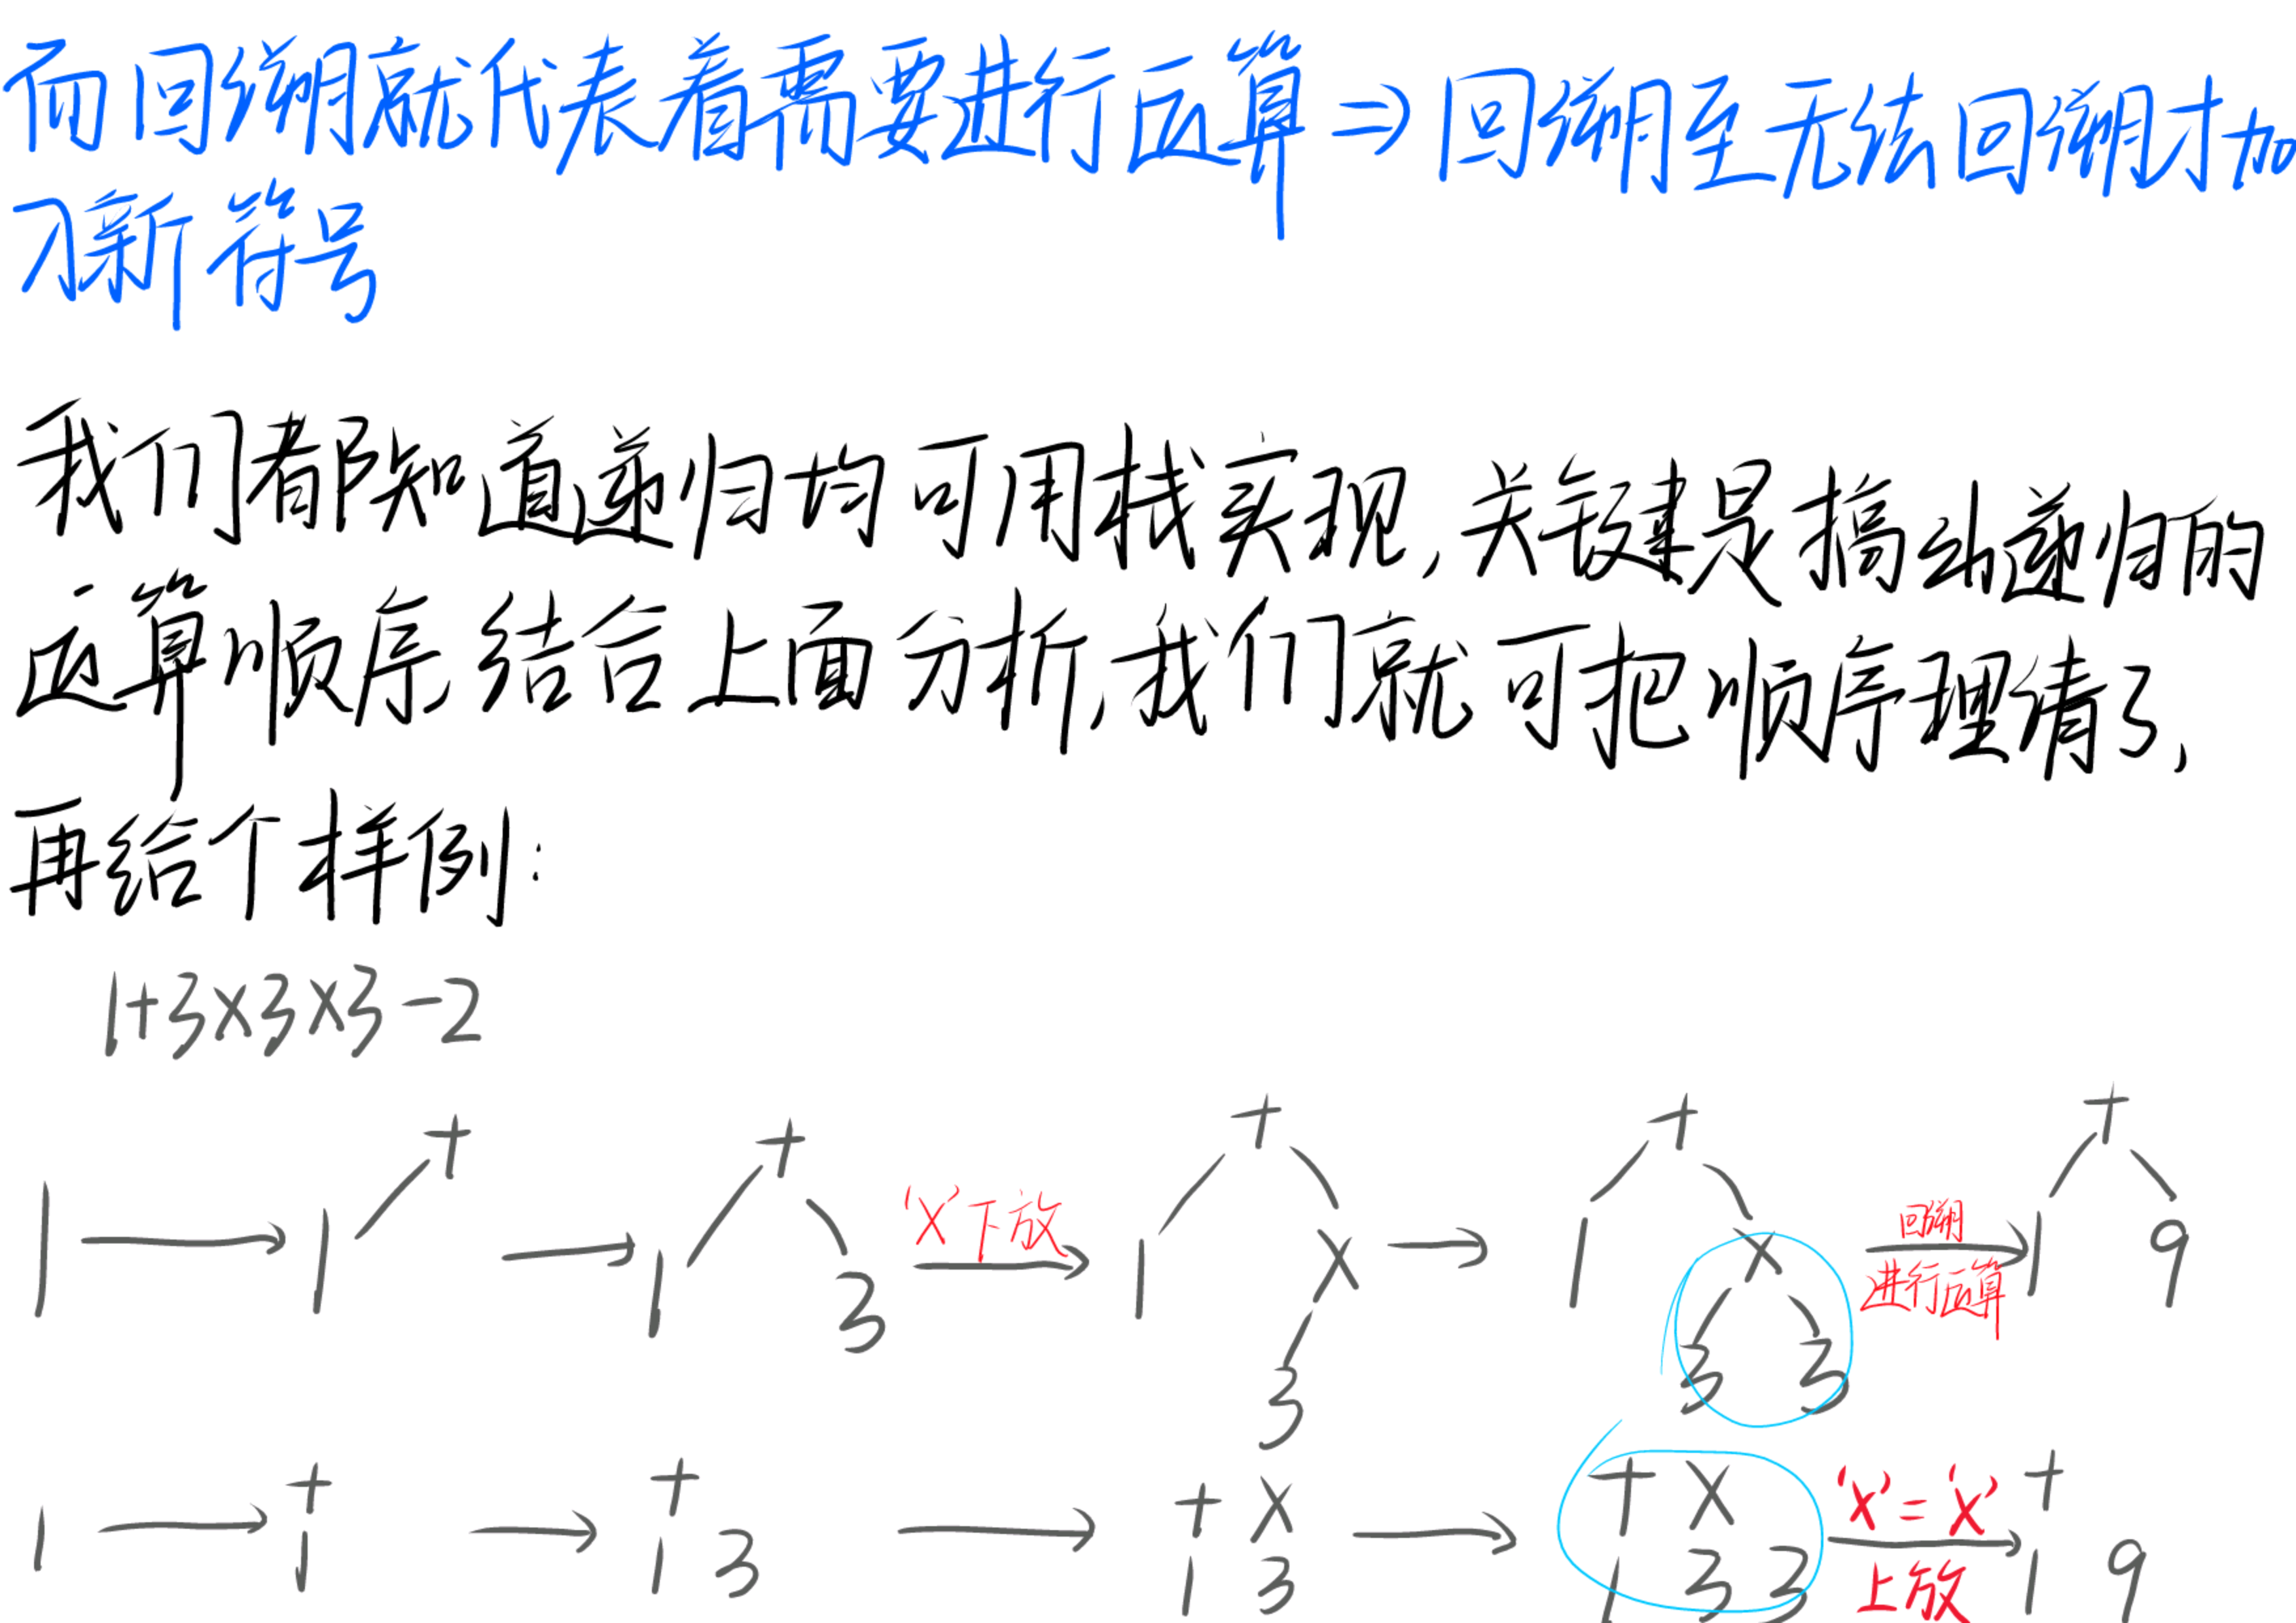 而回溯就代表着需要进行运算⇒回溯至无法回溯才加
入新符号
我们都知道递归均可用栈实现,关键是搞出递归的
运算顺序,结合上面分析,我们就可把顺序理清了,
再给个样例:
1+3×3×3-2
+ + + + +
1 → 1 → 1 3 'X'下放 → 1 × → 1 × 回溯 进行运算 → 1 9
3 3 3
+ + + × + × 'X'='X' +
1 → 1 → 1 3 → 1 3 → 1 3 3 上放 → 1 9